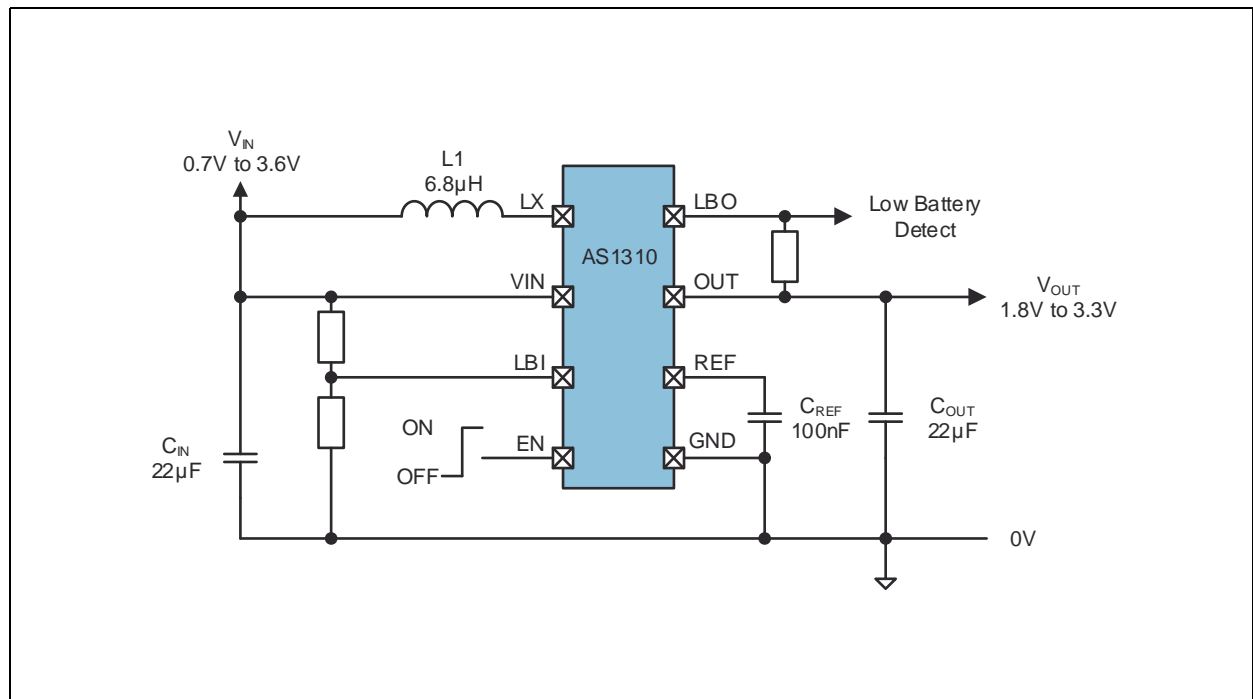 V_IN
0.7V to 3.6V
L1
6.8µH
LX
LBO
Low Battery
Detect
AS1310
VIN
OUT
V_OUT
1.8V to 3.3V
LBI
REF
C_REF
100nF
C_OUT
22µF
ON
OFF
EN
GND
C_IN
22µF
0V